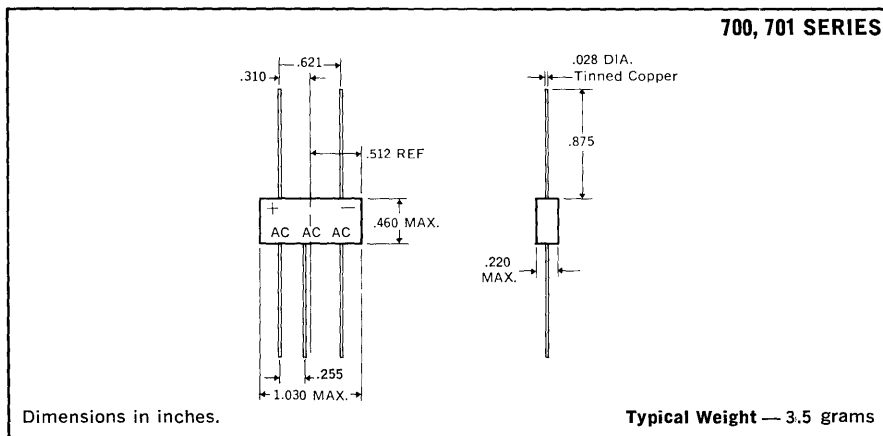 700, 701 SERIES
.621
.310
.028 DIA.
Tinned Copper
.875
.512 REF
+ −
.460 MAX.
AC AC AC
.220
MAX.
.255
1.030 MAX.
Dimensions in inches.
Typical Weight — 3.5 grams